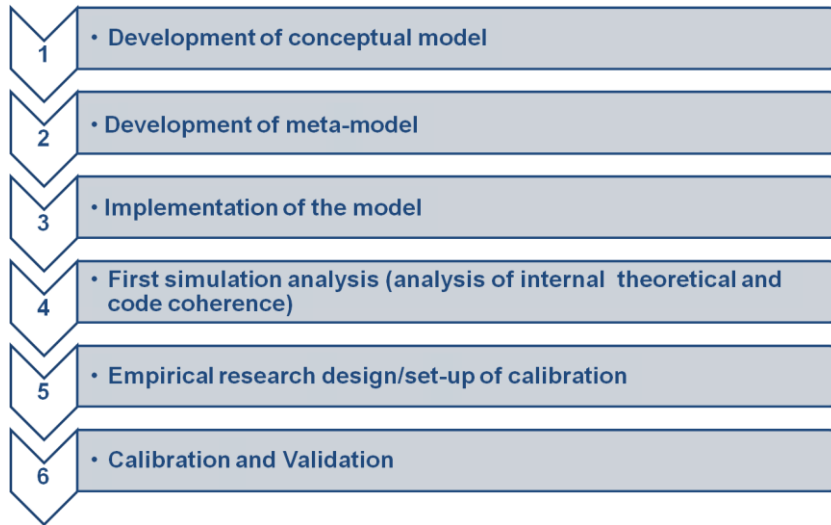 1
• Development of conceptual model
2
• Development of meta-model
3
• Implementation of the model
4
• First simulation analysis (analysis of internal theoretical and
code coherence)
5
• Empirical research design/set-up of calibration
6
• Calibration and Validation